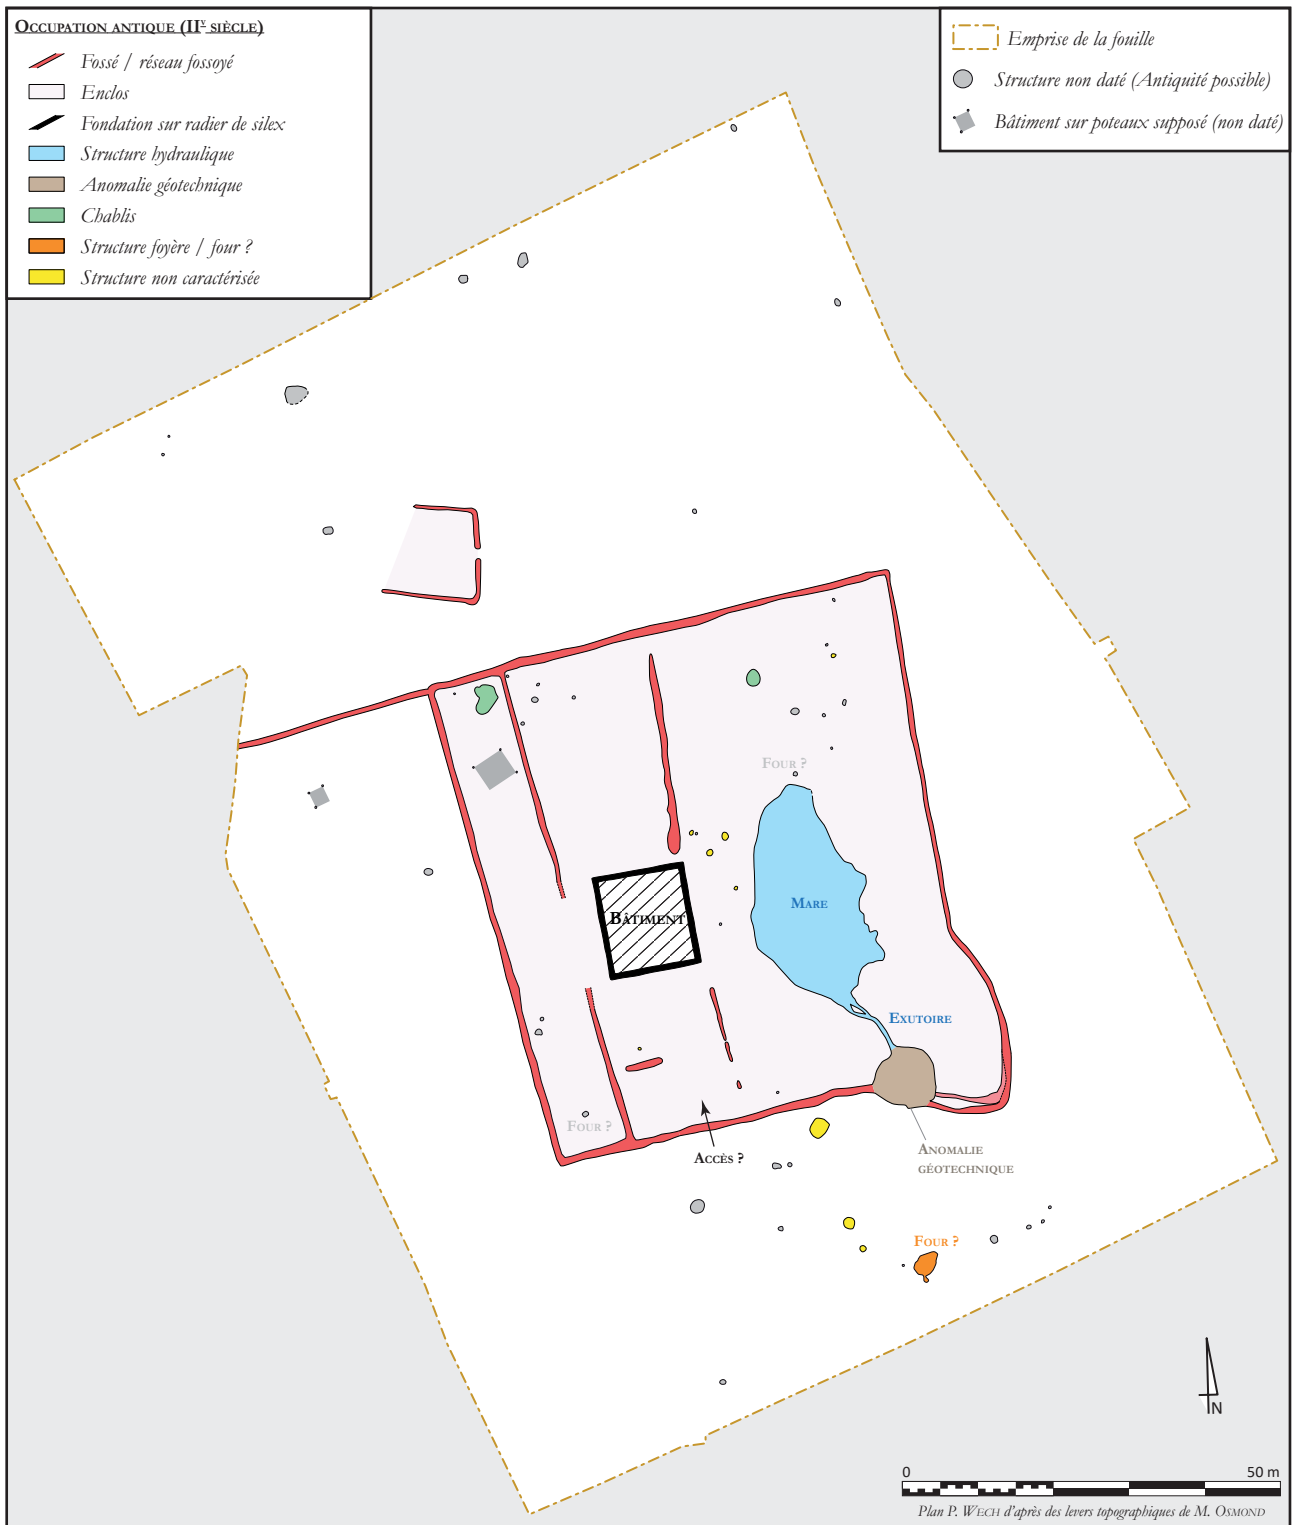 Occupation antique (IIᵉ siècle)
Fossé / réseau fossoyé
Enclos
Fondation sur radier de silex
Structure hydraulique
Anomalie géotechnique
Chablis
Structure foyère / four ?
Structure non caractérisée
Emprise de la fouille
Structure non daté (Antiquité possible)
Bâtiment sur poteaux supposé (non daté)
Four ?
Mare
Bâtiment
Exutoire
Four ?
Accès ?
Anomalie
géotechnique
Four ?
N
0 50 m
Plan P. Wech d'après des levers topographiques de M. Osmond